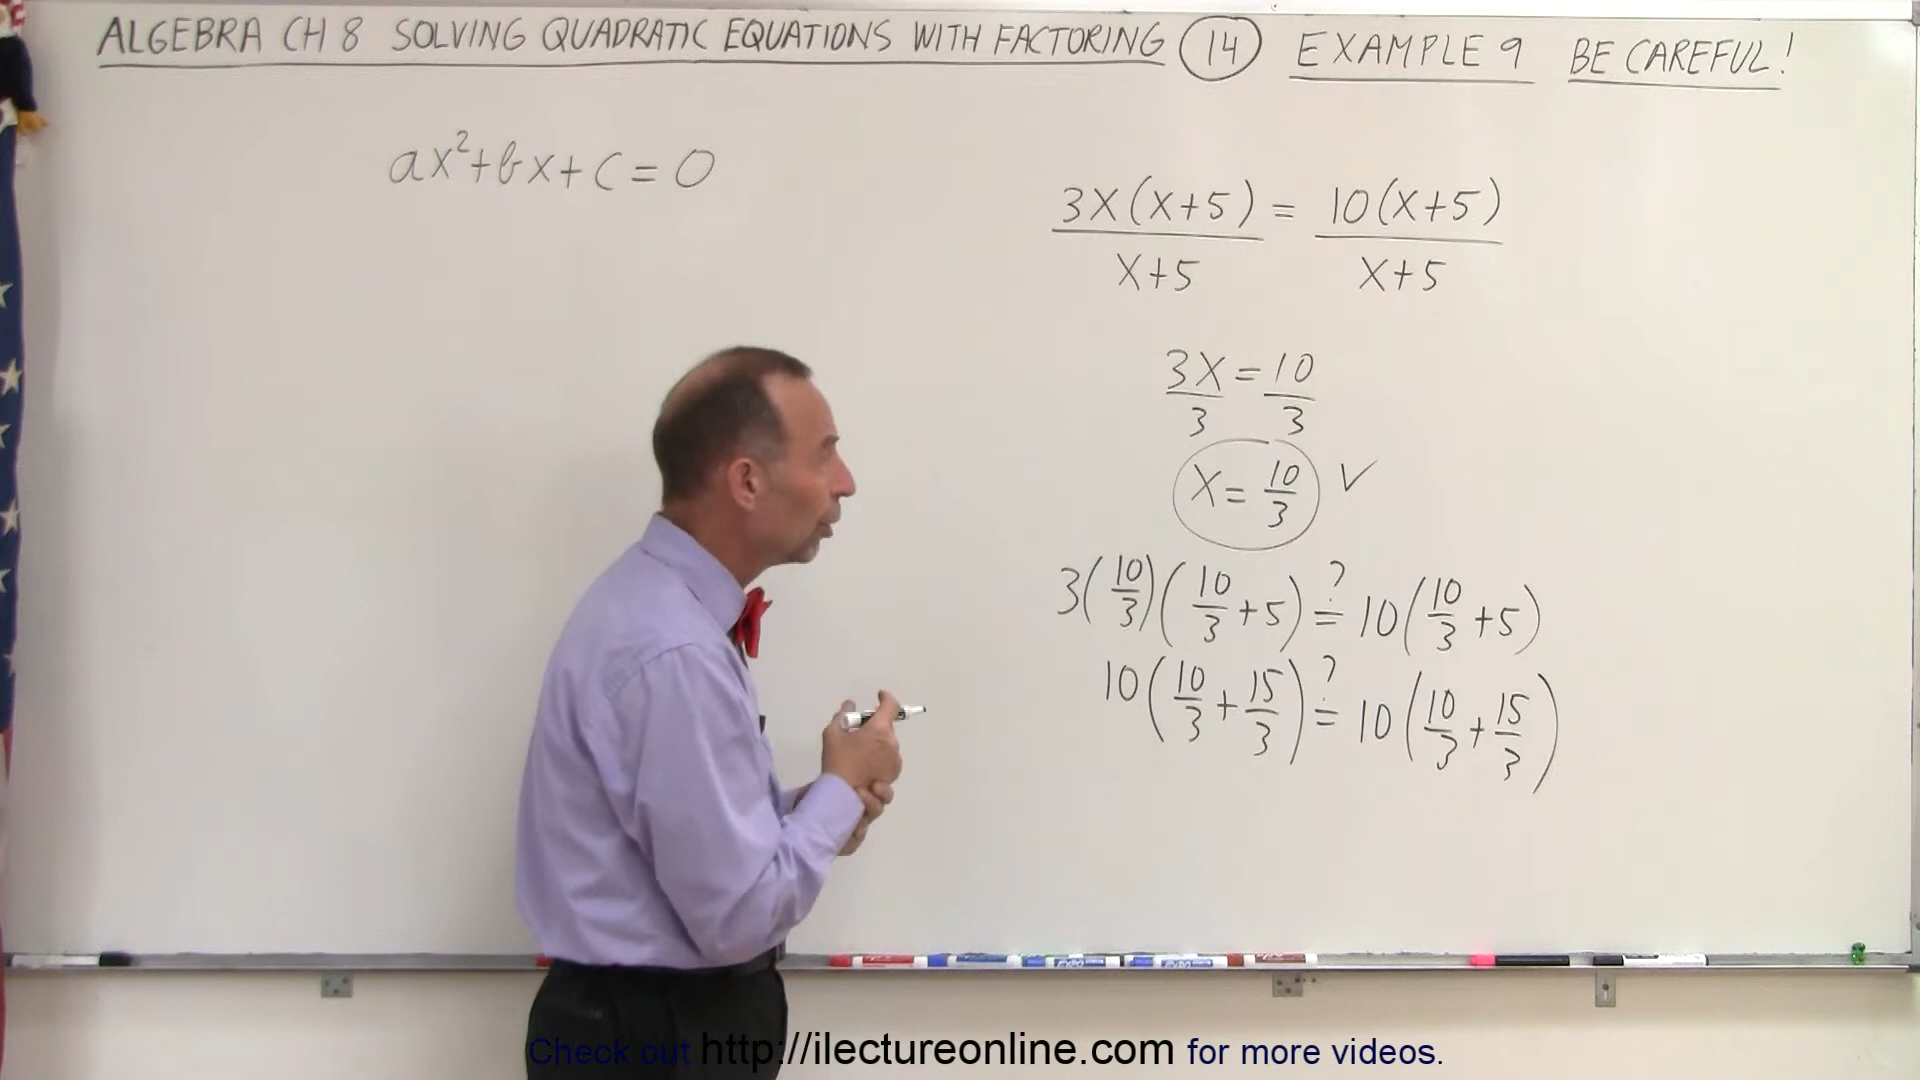 ALGEBRA CH 8 SOLVING QUADRATIC EQUATIONS WITH FACTORING 14 EXAMPLE 9 BE CAREFUL!
ax²+bx+c=0
3X(X+5) = 10(X+5)
X+5 X+5
3X = 10
3 3
X = 10/3 ✓
3(10/3)(10/3+5) ?= 10(10/3+5)
10(10/3+15/3) ?= 10(10/3+15/3)
Check out http://ilectureonline.com for more videos.